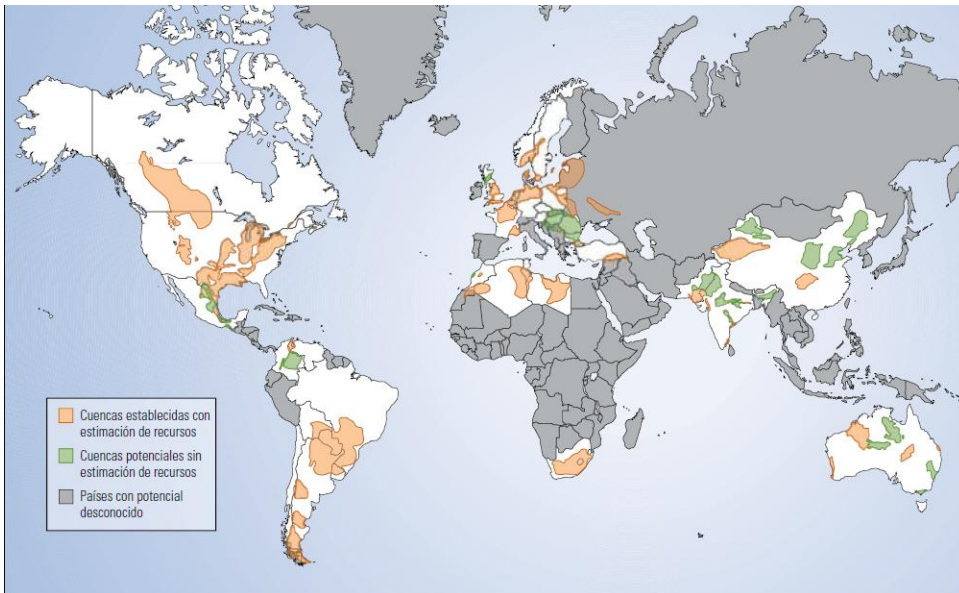 Cuencas establecidas con
estimación de recursos
Cuencas potenciales sin
estimación de recursos
Países con potencial
desconocido